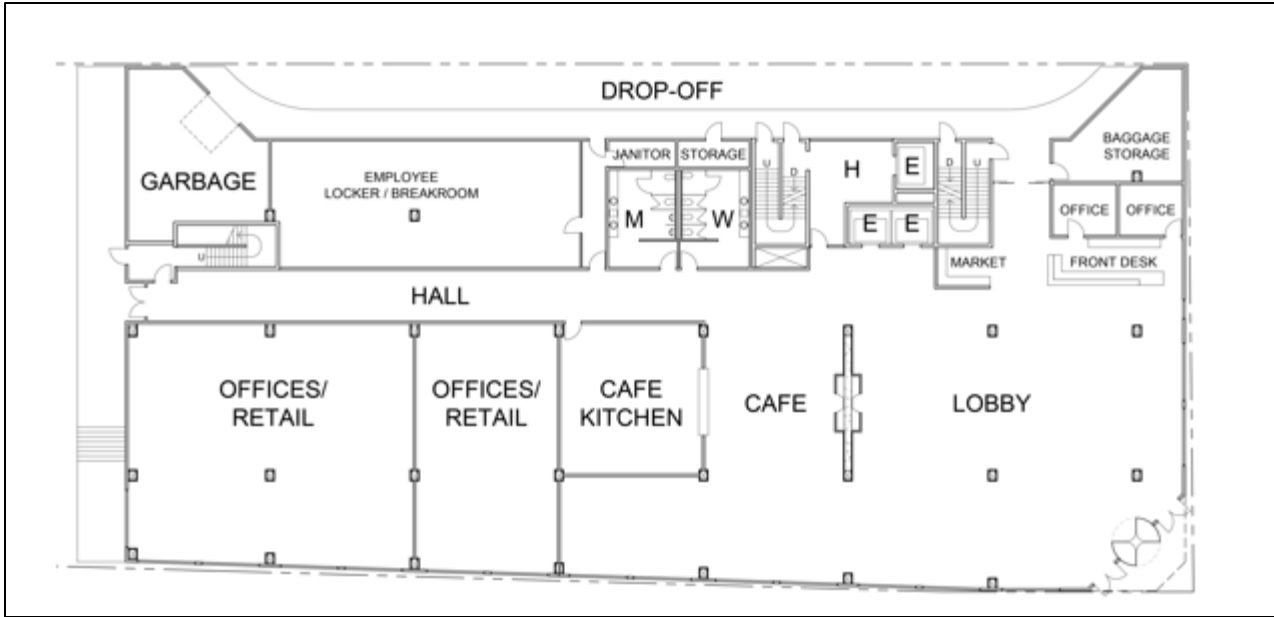 DROP-OFF
BAGGAGE
STORAGE
JANITOR
STORAGE
U
D
H
E
D
U
GARBAGE
EMPLOYEE
LOCKER / BREAKROOM
M
W
E
E
OFFICE
OFFICE
U
MARKET
FRONT DESK
HALL
OFFICES/
RETAIL
OFFICES/
RETAIL
CAFE
KITCHEN
CAFE
LOBBY